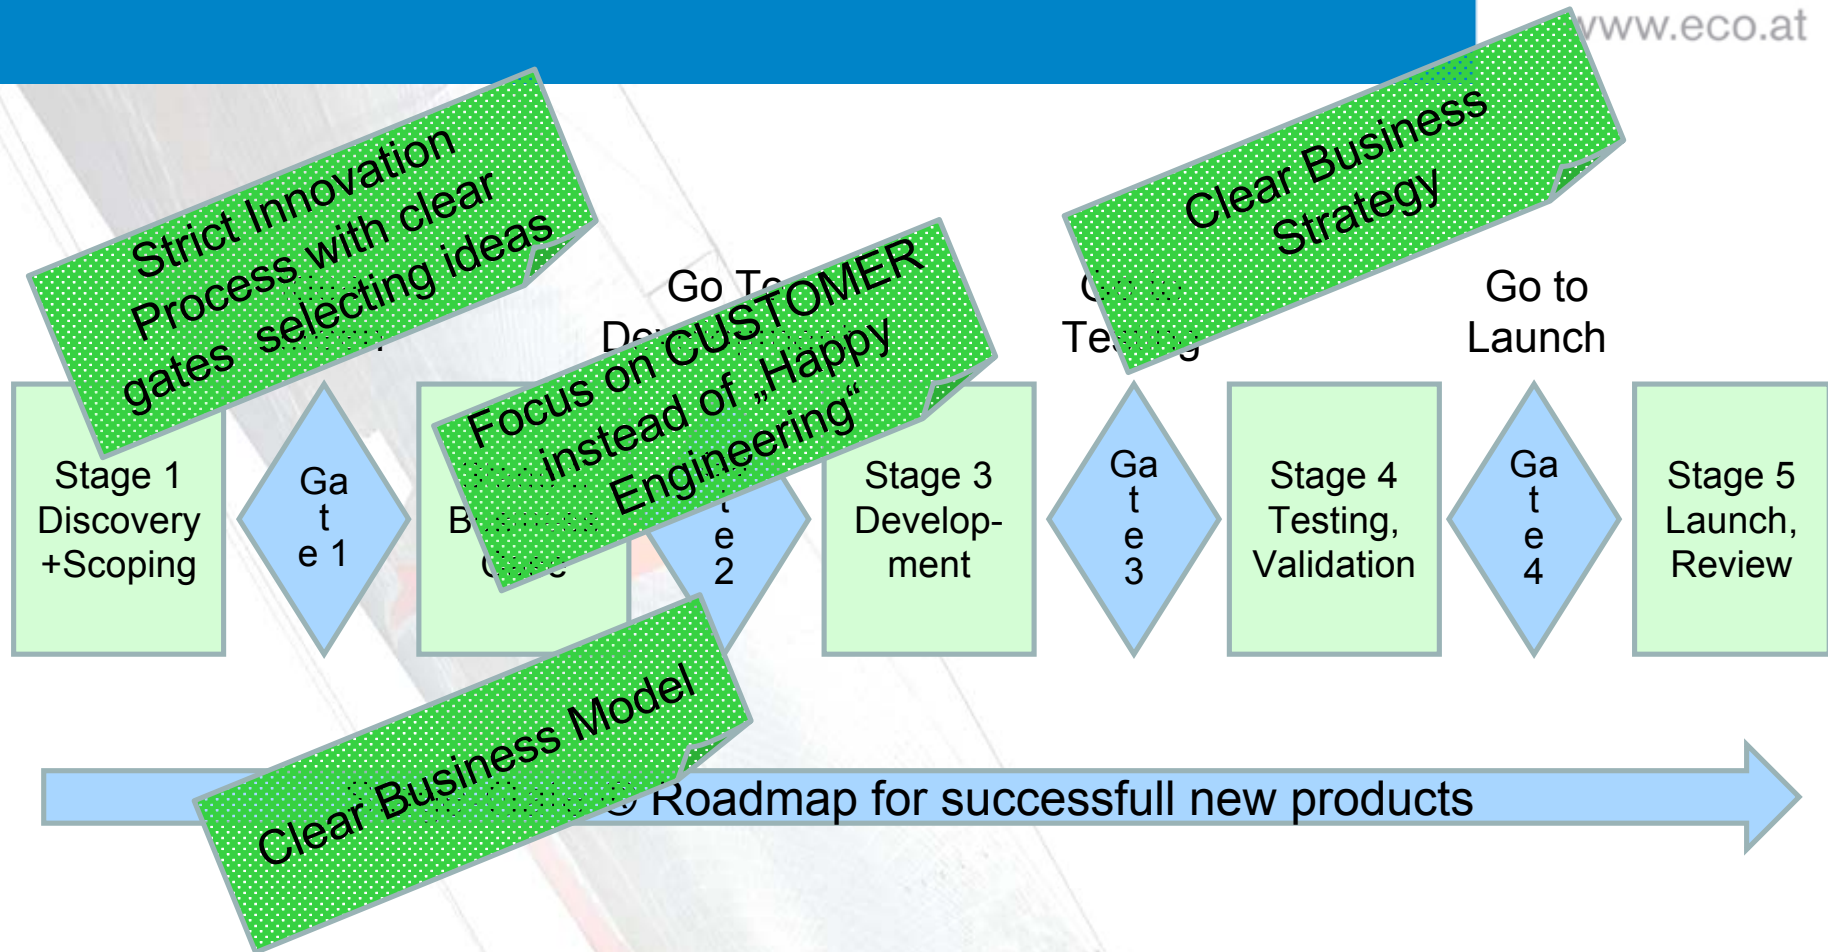 www.eco.at
Strict Innovation
Process with clear
gates selecting ideas
Clear Business
Strategy
Focus on CUSTOMER
instead of „Happy
Engineering“
Go To
Go to
Testing
Go to
Launch
Stage 1
Discovery
+Scoping
Ga
t
e 1
t
e
2
Stage 3
Develop-
ment
Ga
t
e
3
Stage 4
Testing,
Validation
Ga
t
e
4
Stage 5
Launch,
Review
Clear Business Model
® Roadmap for successfull new products